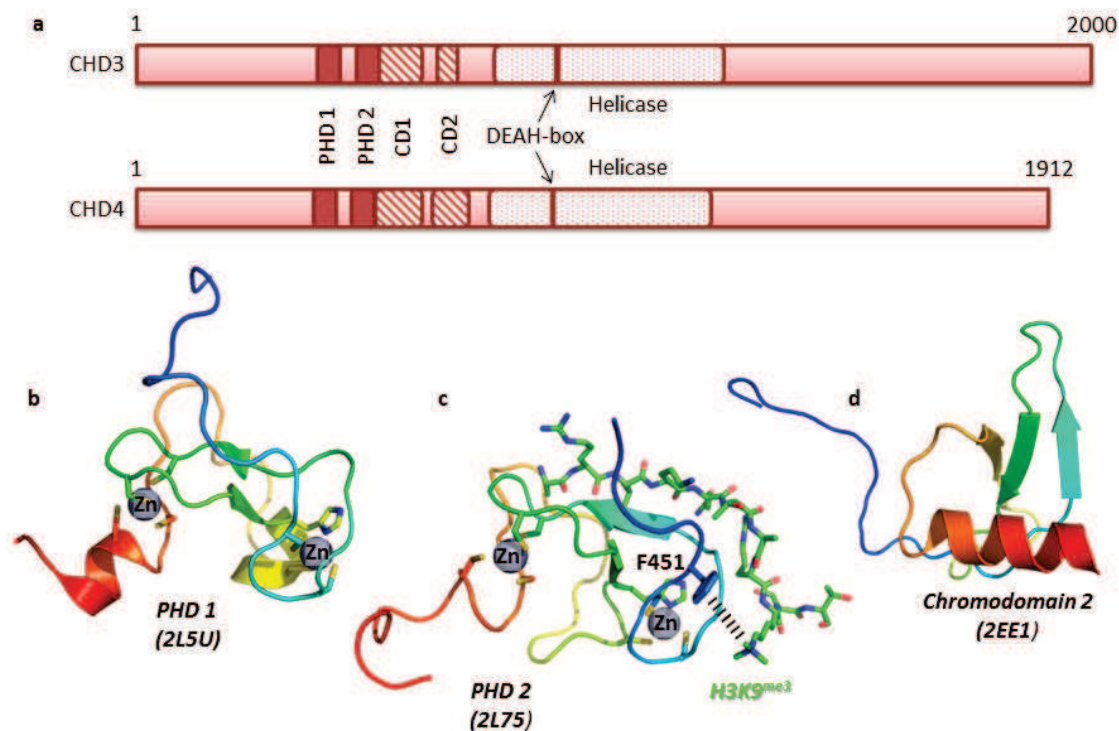 a
1
2000
CHD3
PHD 1
PHD 2
CD1
CD2
DEAH-box
Helicase
Helicase
1
1912
CHD4
b
Zn
Zn
PHD 1
(2L5U)
c
Zn
F451
Zn
PHD 2
(2L75)
H3K9me3
d
Chromodomain 2
(2EE1)